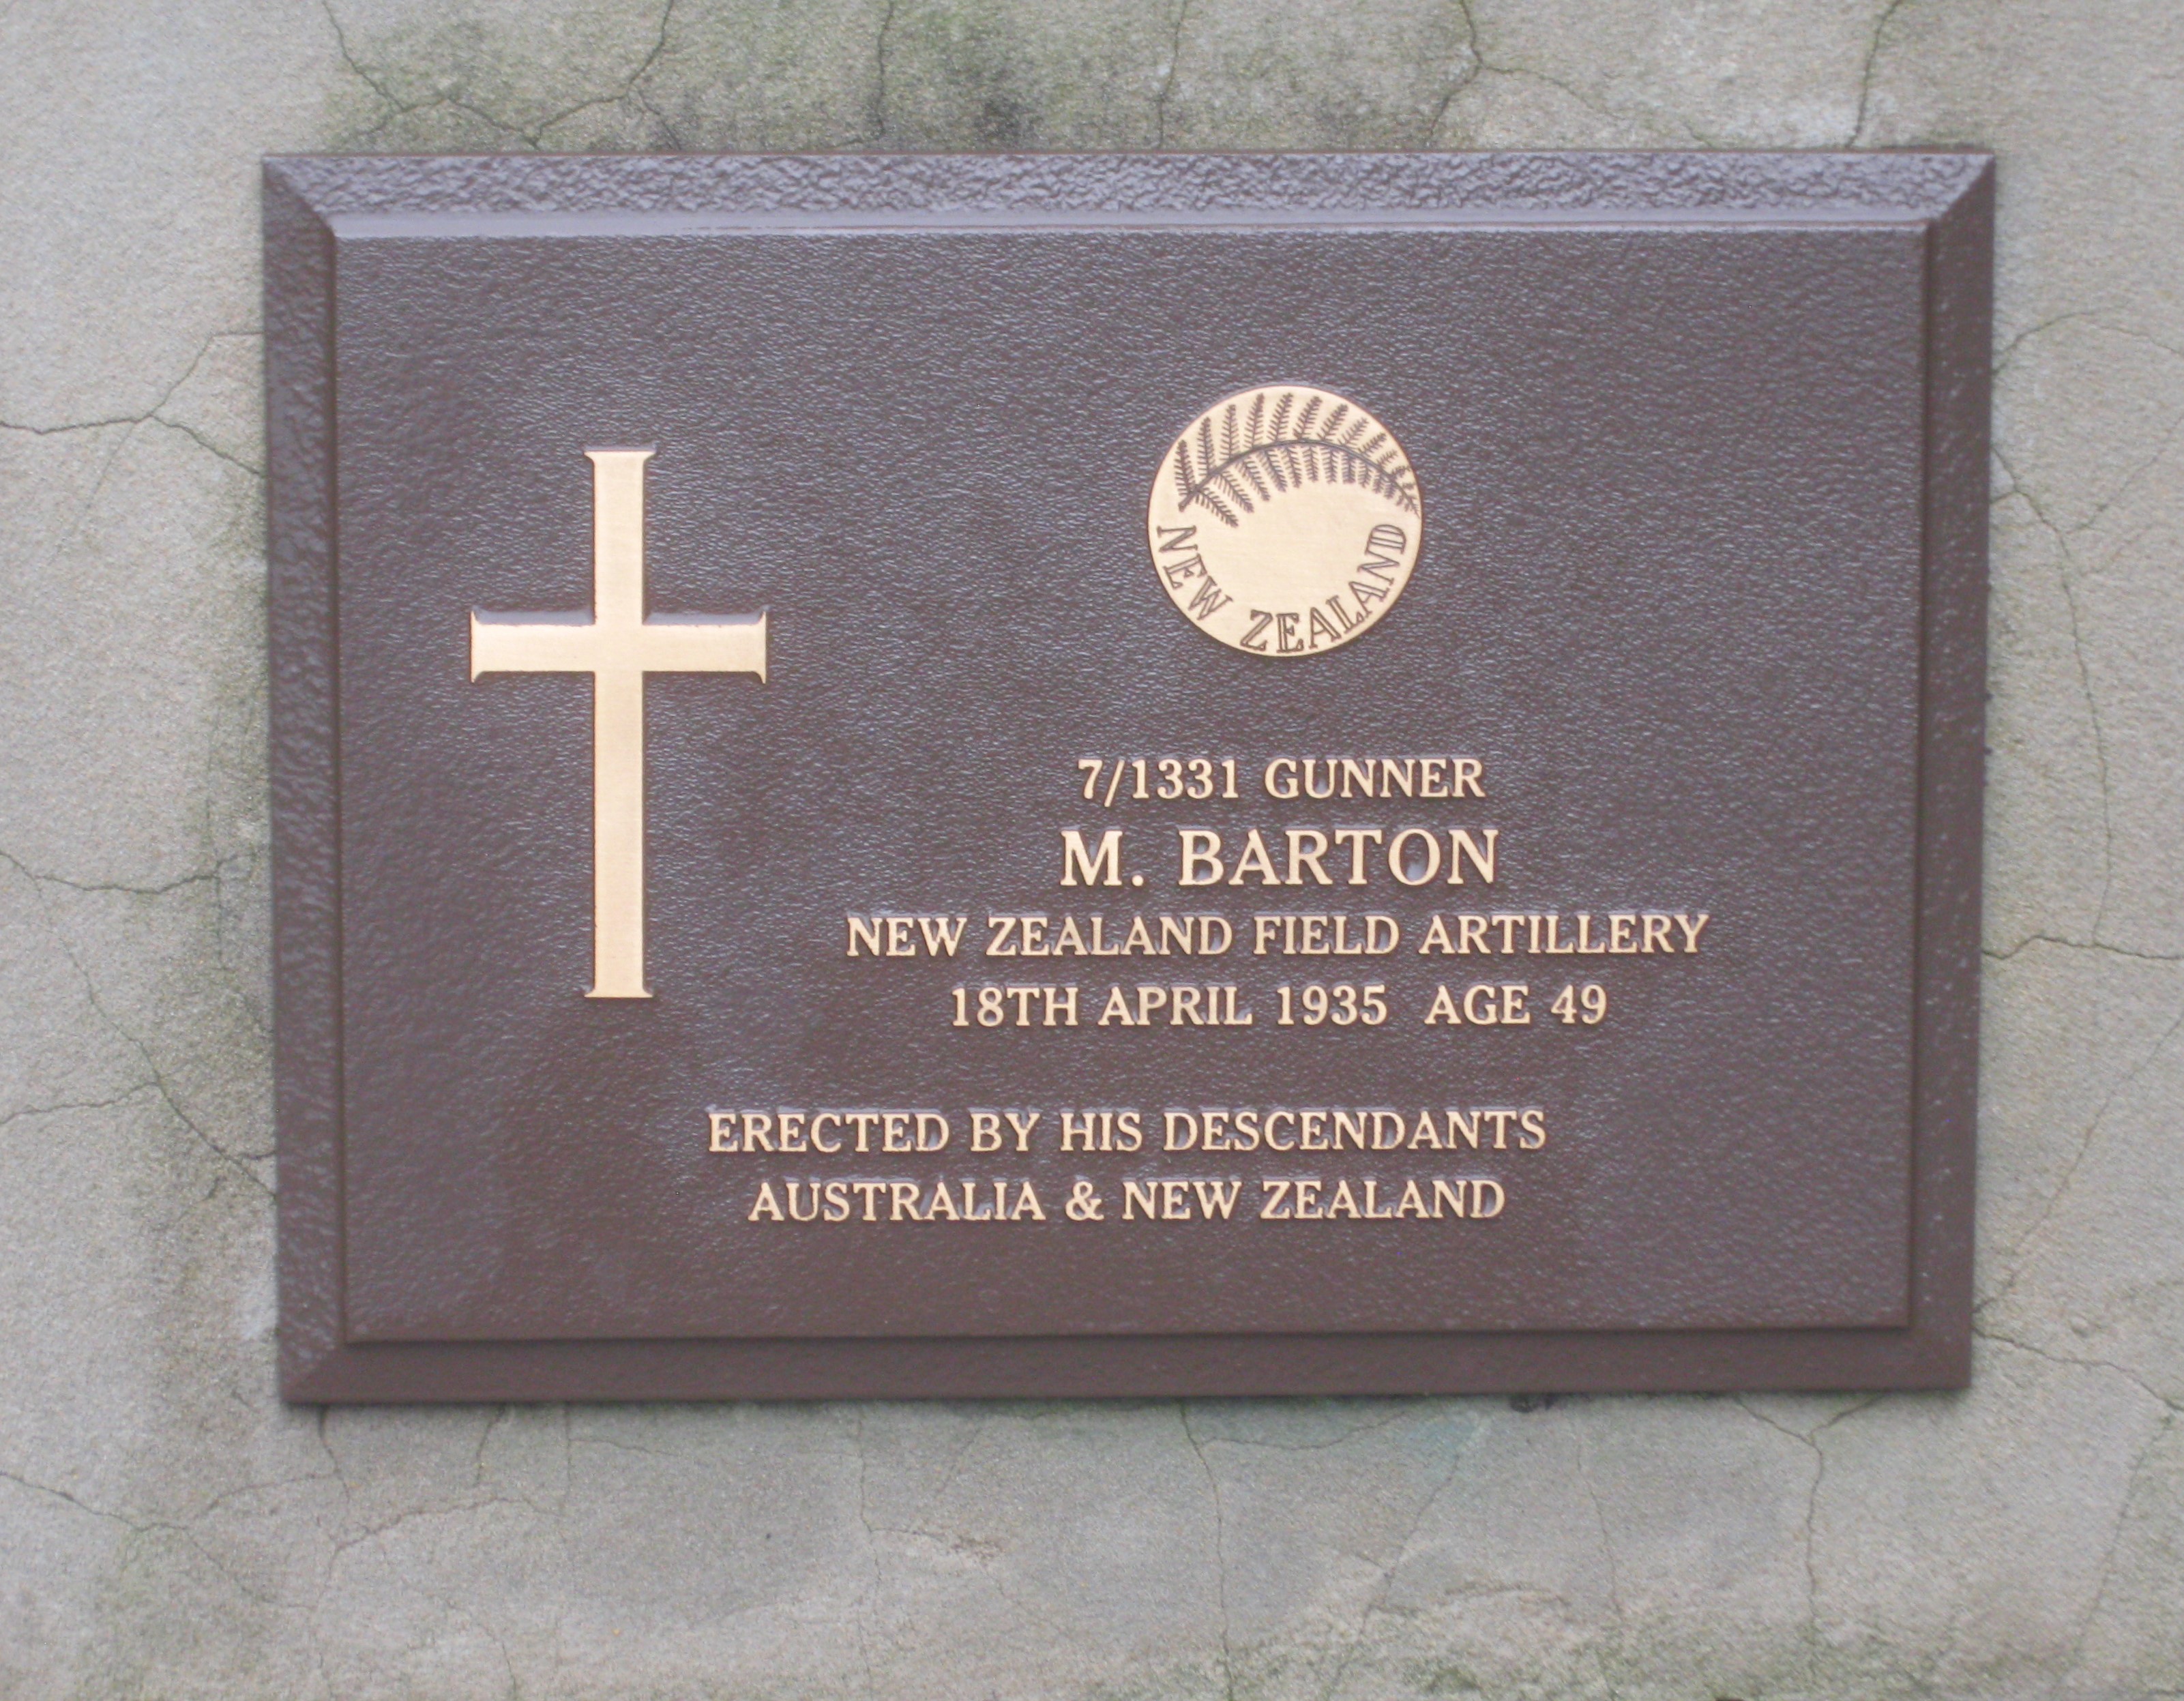 NEW ZEALAND
7/1331 GUNNER
M. BARTON
NEW ZEALAND FIELD ARTILLERY
18TH APRIL 1935 AGE 49
ERECTED BY HIS DESCENDANTS
AUSTRALIA & NEW ZEALAND